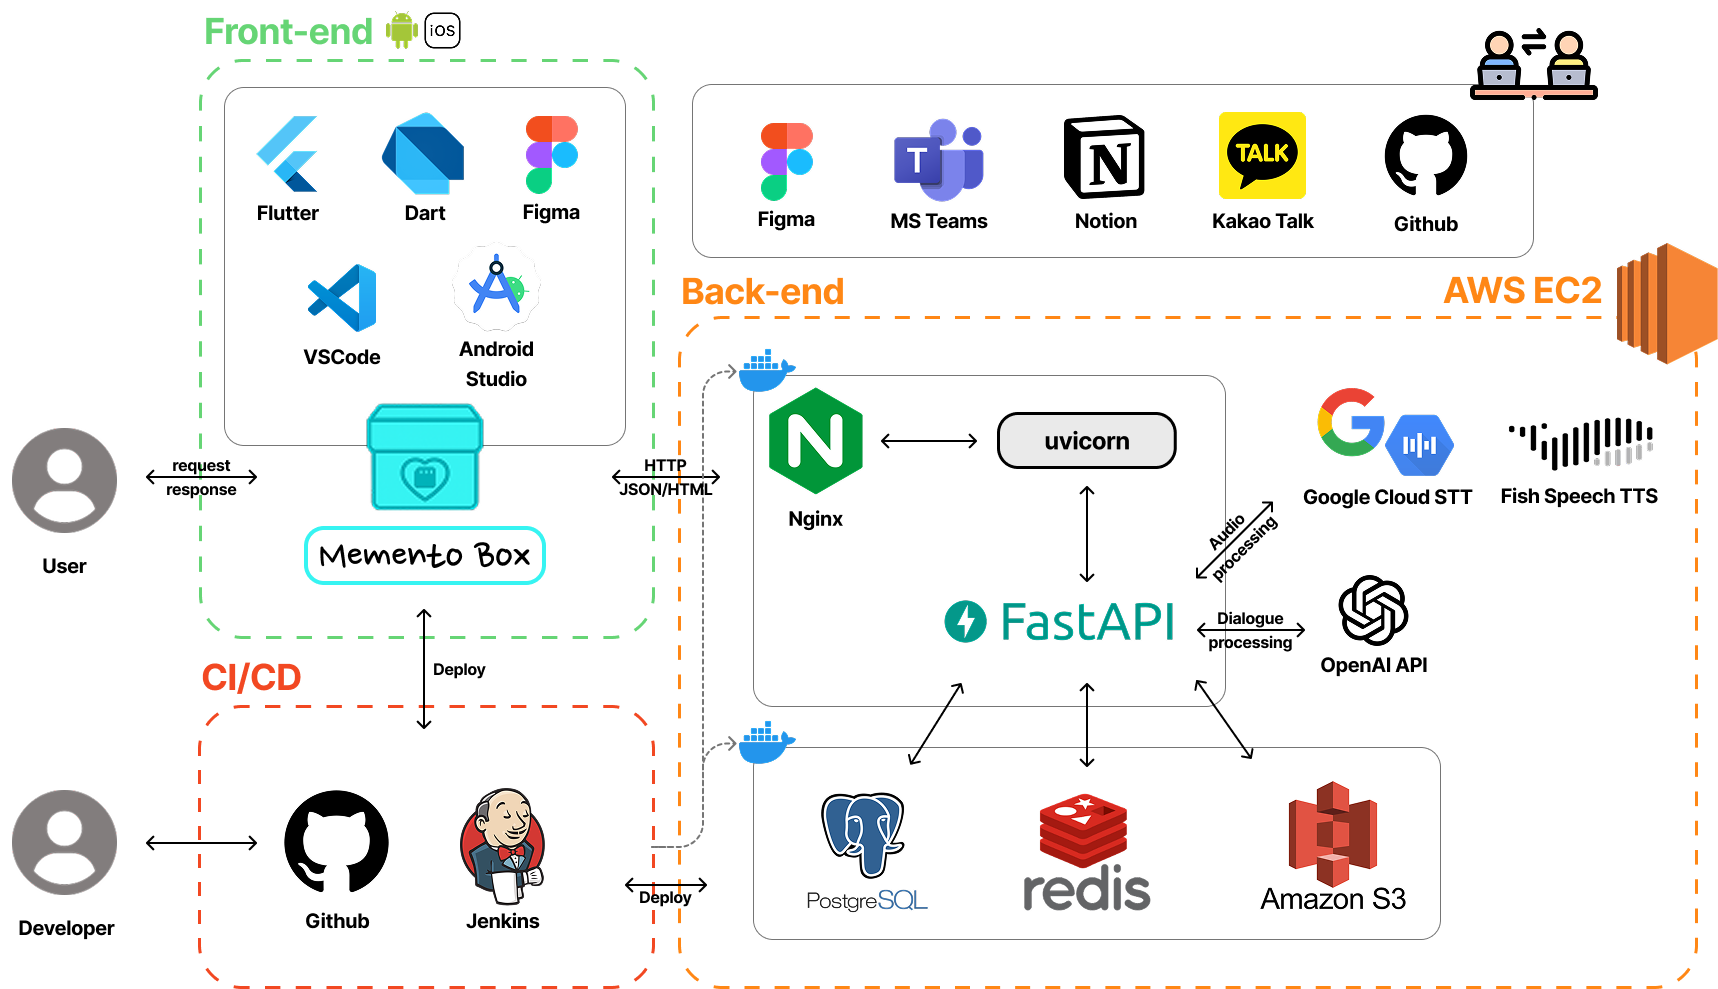 Front-end
iOS
Flutter
Dart
Figma
VSCode
Android
Studio
Memento Box
Figma
T
MS Teams
N
Notion
TALK
Kakao Talk
Github
Back-end
AWS EC2
User
request
response
HTTP
JSON/HTML
N
Nginx
uvicorn
Google Cloud STT
Fish Speech TTS
Audio
processing
FastAPI
Dialogue
processing
OpenAI API
Deploy
CI/CD
Developer
Github
Jenkins
Deploy
PostgreSQL
redis
Amazon S3